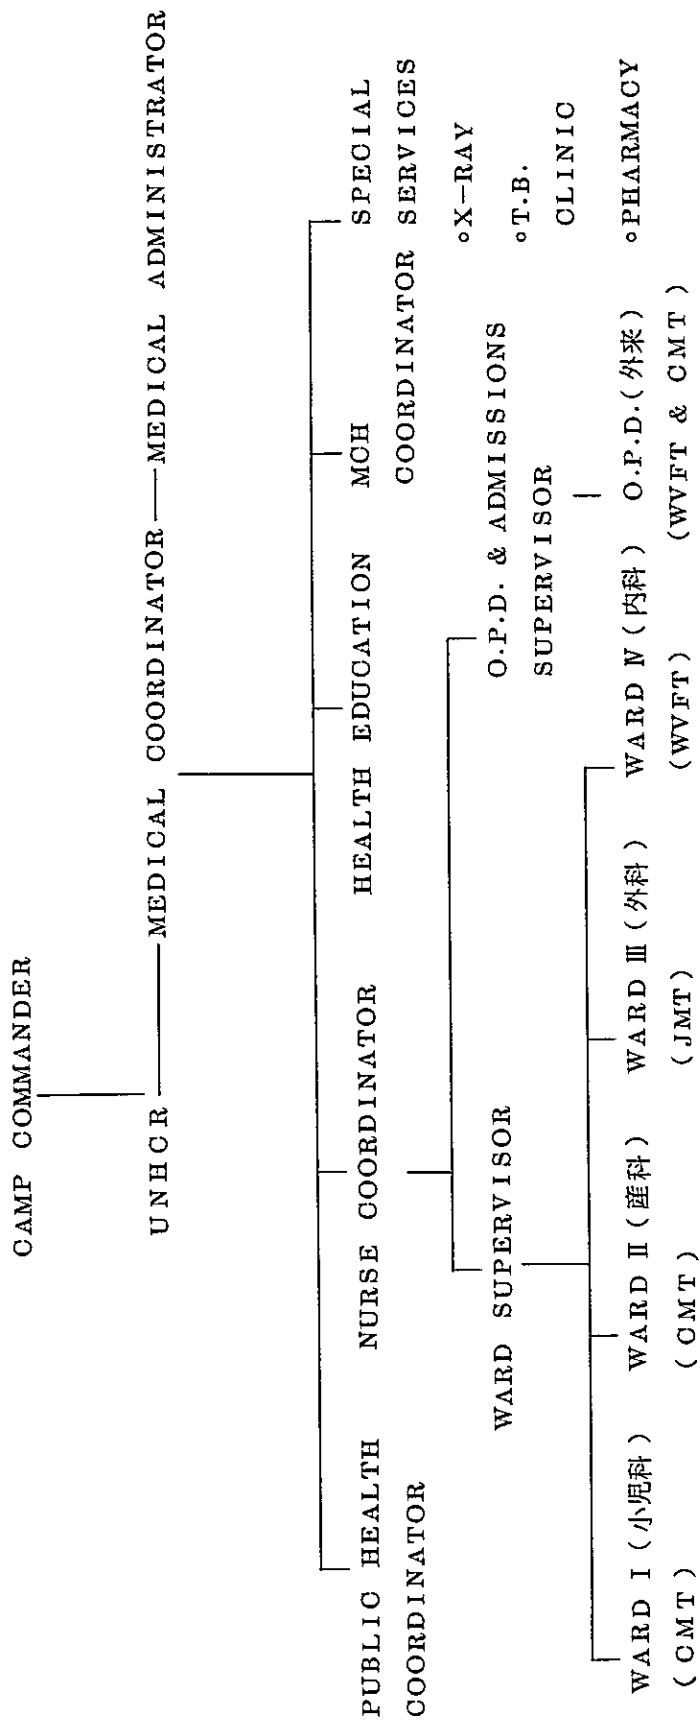 CAMP COMMANDER
UNHCR MEDICAL COORDINATOR MEDICAL ADMINISTRATOR
PUBLIC HEALTH
COORDINATOR
NURSE COORDINATOR
HEALTH EDUCATION
MCH
COORDINATOR
SPECIAL
SERVICES
○X-RAY
○T.B.
CLINIC
○PHARMACY
WARD SUPERVISOR
O.P.D. & ADMISSIONS
SUPERVISOR
WARD I (小児科)
(CMT)
WARD II (産科)
(CMT)
WARD III (外科)
(JMT)
WARD IV (内科)
(WVFT)
O.P.D. (外来)
(WVFT & CMT)